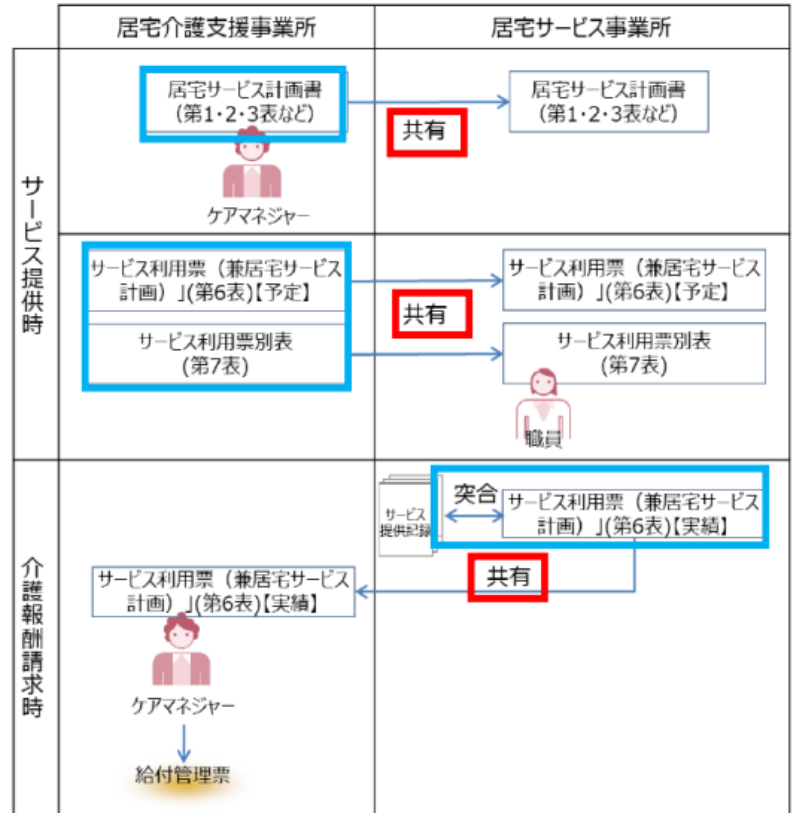 居宅介護支援事業所
居宅サービス事業所
サービス提供時
居宅サービス計画書
（第1・2・3表など）
共有
居宅サービス計画書
（第1・2・3表など）
ケアマネジャー
サービス利用票（兼居宅サービス
計画）」(第6表)【予定】
サービス利用票別表
(第7表)
共有
サービス利用票（兼居宅サービス
計画）」(第6表)【予定】
サービス利用票別表
(第7表)
職員
介護報酬請求時
サービス
提供記録
突合
サービス利用票（兼居宅サービス
計画）」(第6表)【実績】
共有
サービス利用票（兼居宅サービス
計画）」(第6表)【実績】
ケアマネジャー
給付管理票